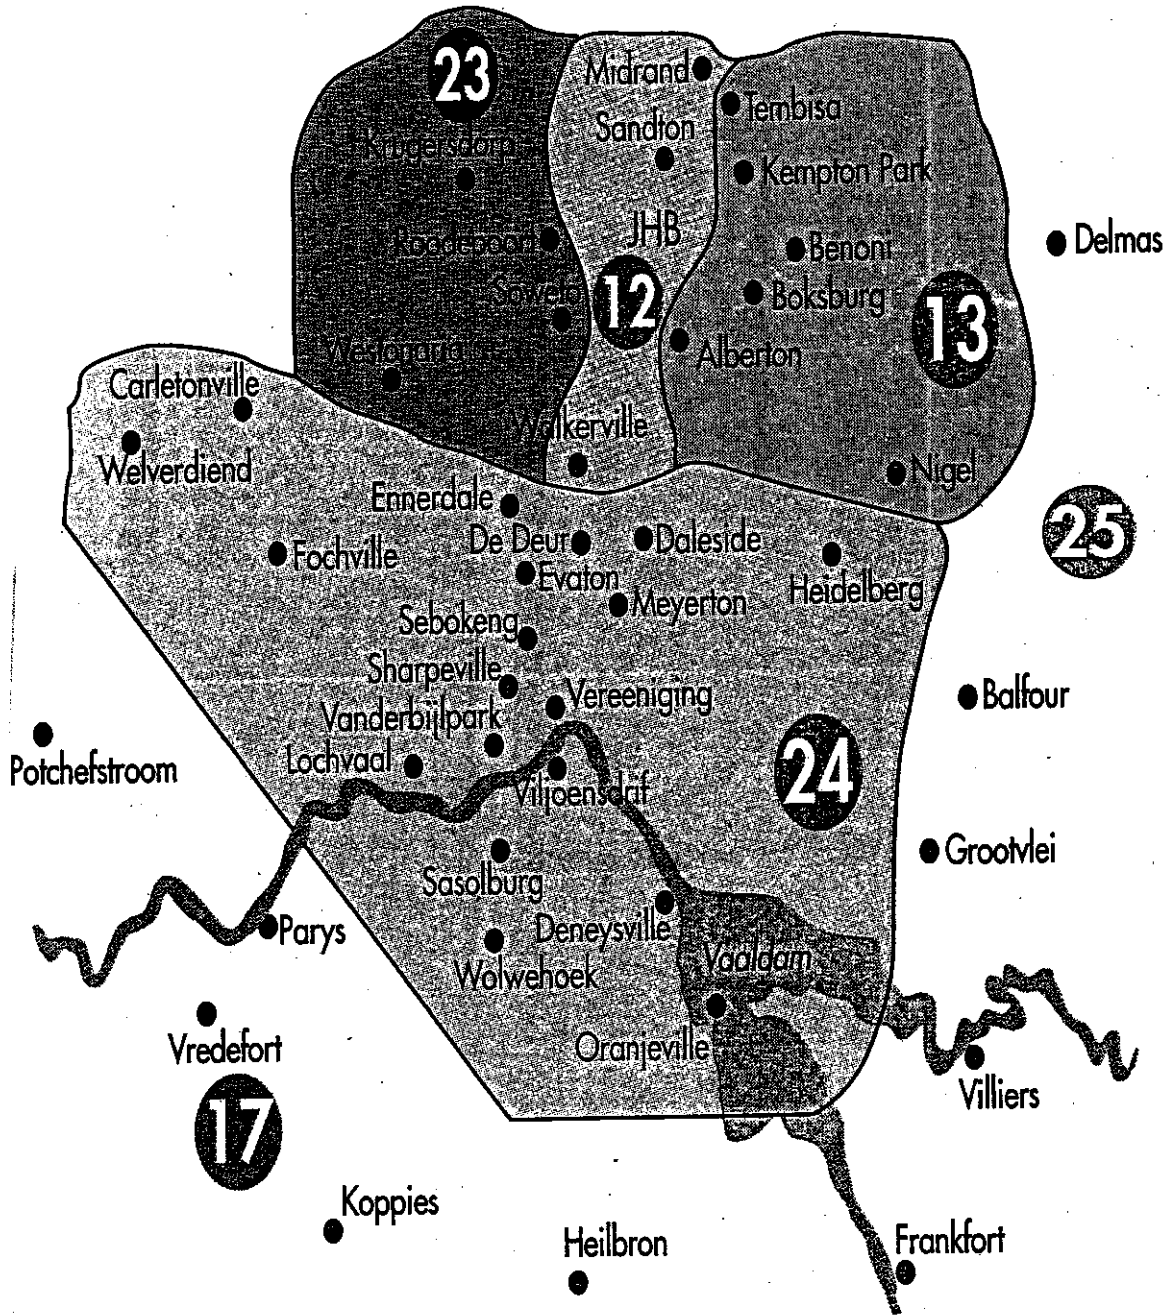 23
Midrand
Tembisa
Sandton
Krugersdorp
Kempton Park
JHB
Roodepoort
Benoni
Delmas
Soweto
12
Boksburg
13
Westonaria
Alberton
Carletonville
Walkerville
Welverdiend
Nigel
Ennerdale
25
De Deur
Daleside
Fochville
Evaton
Heidelberg
Meyerton
Sebokeng
Sharpeville
Vereeniging
Balfour
Vanderbijlpark
Lochvaal
24
Potchefstroom
Viljoensdrif
Grootvlei
Sasolburg
Parys
Deneysville
Vaaldam
Wolwehoek
Vredefort
Oranjeville
Villiers
17
Koppies
Heilbron
Frankfort